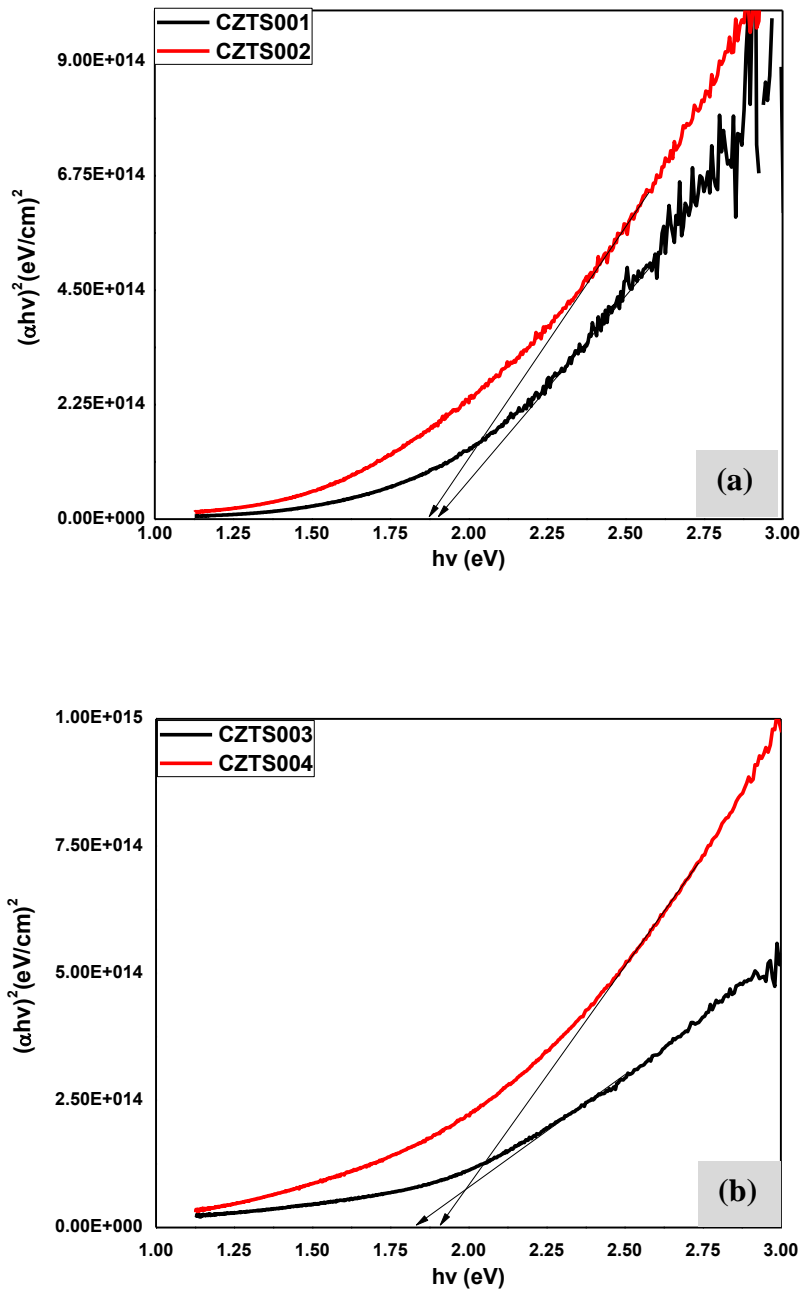 CZTS001
CZTS002
9.00E+014
6.75E+014
4.50E+014
2.25E+014
0.00E+000
(αhν)²(eV/cm)²
1.00 1.25 1.50 1.75 2.00 2.25 2.50 2.75 3.00
hν (eV)
(a)
CZTS003
CZTS004
1.00E+015
7.50E+014
5.00E+014
2.50E+014
0.00E+000
(αhν)²(eV/cm)²
1.00 1.25 1.50 1.75 2.00 2.25 2.50 2.75 3.00
hν (eV)
(b)